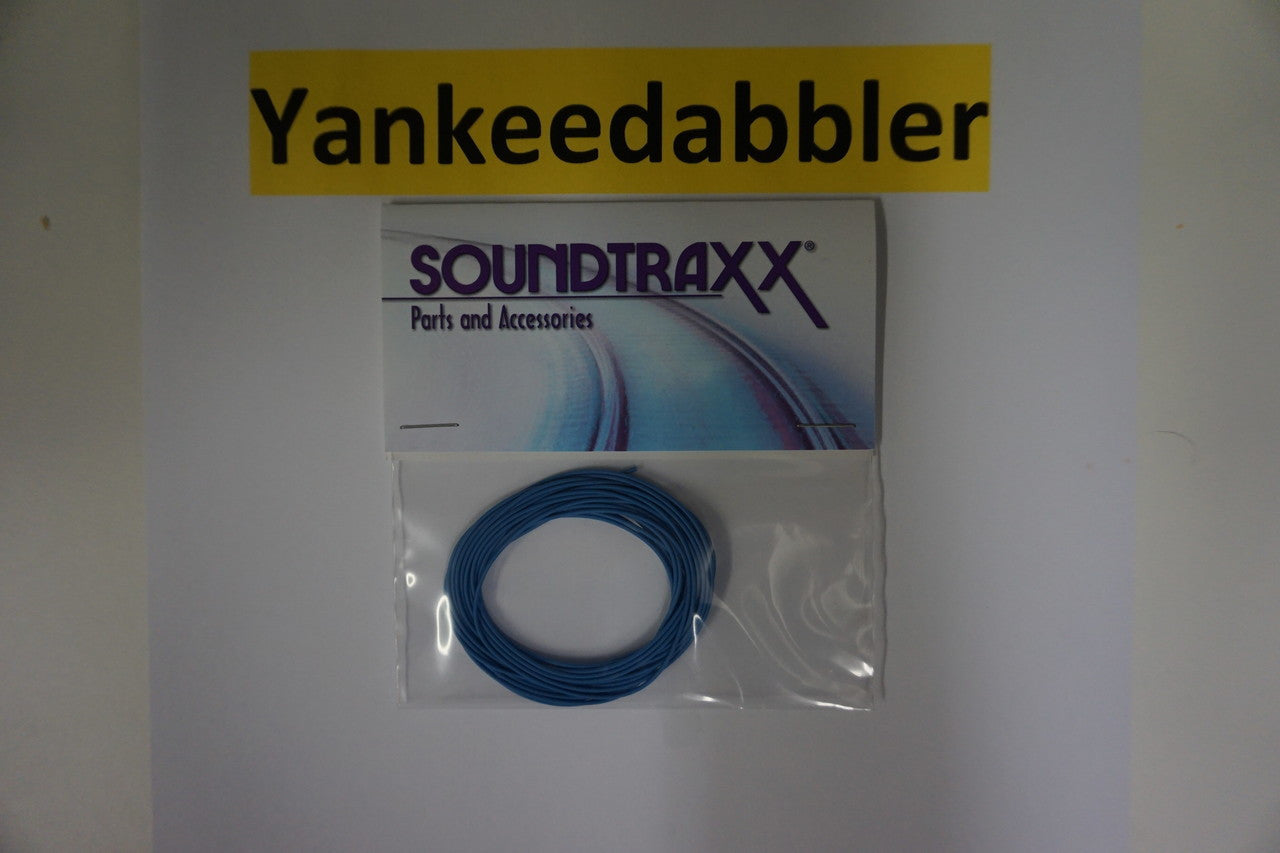 Yankeedabbler
SOUNDTRAXX®
Parts and Accessories